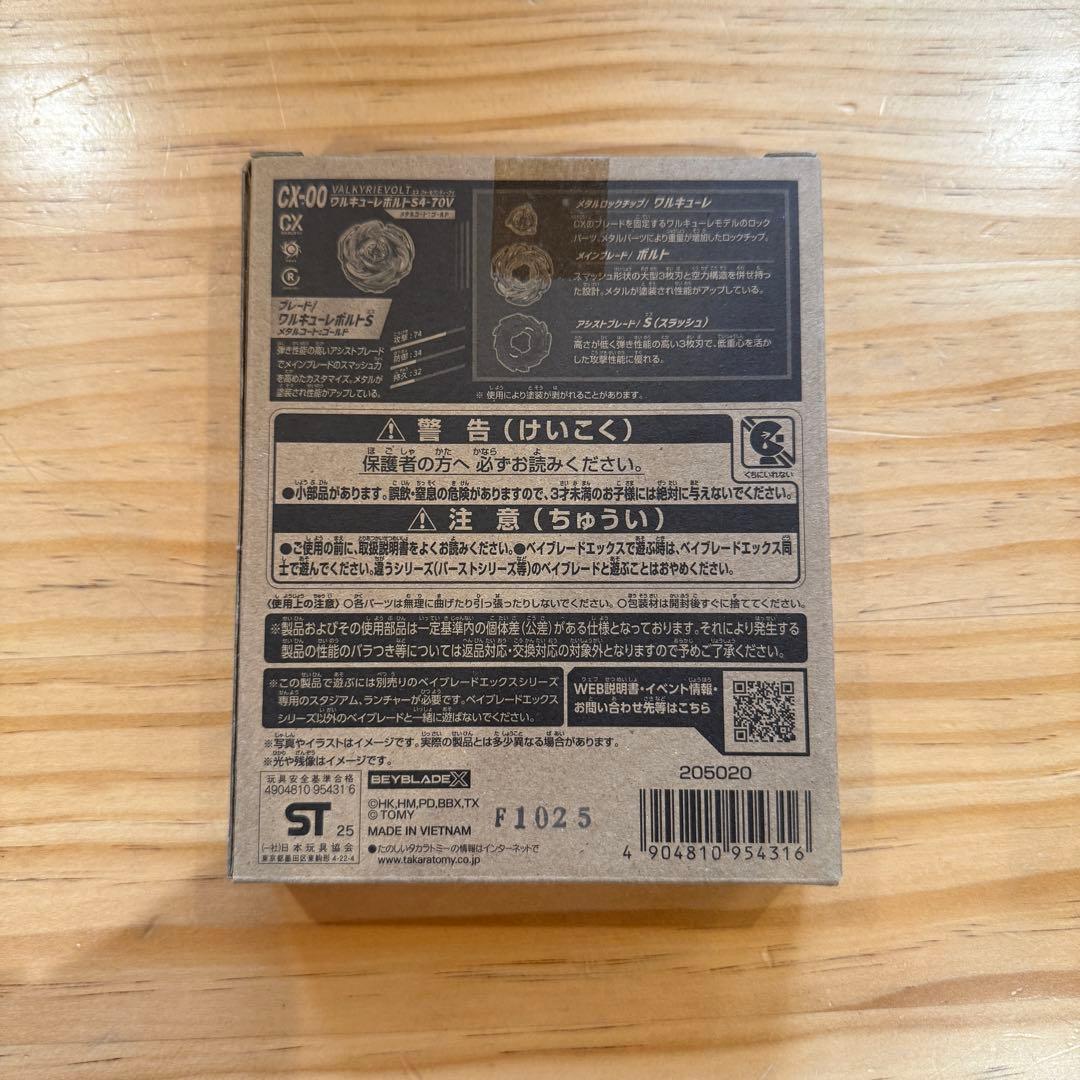 CX-00
VALKYRIEVOLT
ワルキューレボルトS4-70V
メタルコート:ゴールド
CX
R
ブレード/
ワルキューレボルトS
メタルコート:ゴールド
弾き性能の高いアシストブレード
でメインブレードのスマッシュ力
を高めたカスタマイズ。メタルが
塗装され性能がアップしている。
攻撃:74
防御:34
持久:32
メタルロックチップ/ ワルキューレ
CXのブレードを固定するワルキューレモデルのロック
パーツ。メタルパーツにより重量が増加したロックチップ。
メインブレード/ ボルト
スマッシュ形状の大型3枚刃と空力構造を併せ持っ
た設計。メタルが塗装され性能がアップしている。
アシストブレード/ S(スラッシュ)
高さが低く弾き性能の高い3枚刃で、低重心を活か
した攻撃性能に優れる。
※使用により塗装が剥がれることがあります。
⚠ 警告(けいこく)
保護者の方へ 必ずお読みください。
●小部品があります。誤飲・窒息の危険がありますので、3才未満のお子様には絶対に与えないでください。
くちにいれない
⚠ 注意(ちゅうい)
●ご使用の前に、取扱説明書をよくお読みください。●ベイブレードエックスで遊ぶ時は、ベイブレードエックス同
士で遊んでください。違うシリーズ(バーストシリーズ等)のベイブレードと遊ぶことはおやめください。
〈使用上の注意〉○各パーツは無理に曲げたり引っ張ったりしないでください。○包装材は開封後すぐに捨ててください。
※製品およびその使用部品は一定基準内の個体差(公差)がある仕様となっております。それにより発生する
製品の性能のバラつき等については返品対応・交換対応の対象外となりますので予めご了承ください。
※この製品で遊ぶには別売りのベイブレードエックスシリーズ
専用のスタジアム、ランチャーが必要です。ベイブレードエックス
シリーズ以外のベイブレードと一緒に遊ばないでください。
WEB説明書・イベント情報・
お問い合わせ先等はこちら
※写真やイラストはイメージです。実際の製品とは多少異なる場合があります。
※光や残像はイメージです。
玩具安全基準合格
4904810 95431 6
ST 25
(一社)日本玩具協会
東京都墨田区東駒形 4-22-4
BEYBLADE X
©HK,HM,PD,BBX,TX
© TOMY
MADE IN VIETNAM
●たのしいタカラトミーの情報はインターネットで
www.takaratomy.co.jp
F1025
205020
4 904810 954316